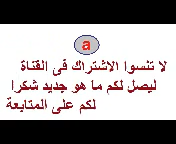 a
لا تنسوا الاشتراك فى القناة
ليصل لكم ما هو جديد شكرا
لكم على المتابعة